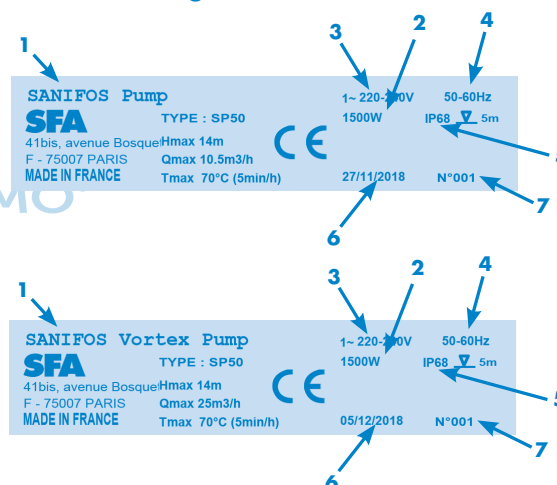 1 3 2 4
SANIFOS Pump
SFA
TYPE : SP50
41bis, avenue Bosquet
F - 75007 PARIS
MADE IN FRANCE
Hmax 14m
Qmax 10.5m3/h
Tmax 70°C (5min/h)
CE
1~ 220-240V
50-60Hz
1500W
IP68 5m
27/11/2018
N°001
6 7
1 3 2 4
SANIFOS Vortex Pump
SFA
TYPE : SP50
41bis, avenue Bosquet
F - 75007 PARIS
MADE IN FRANCE
Hmax 14m
Qmax 25m3/h
Tmax 70°C (5min/h)
CE
1~ 220-240V
50-60Hz
1500W
IP68 5m
05/12/2018
N°001
5
7
6